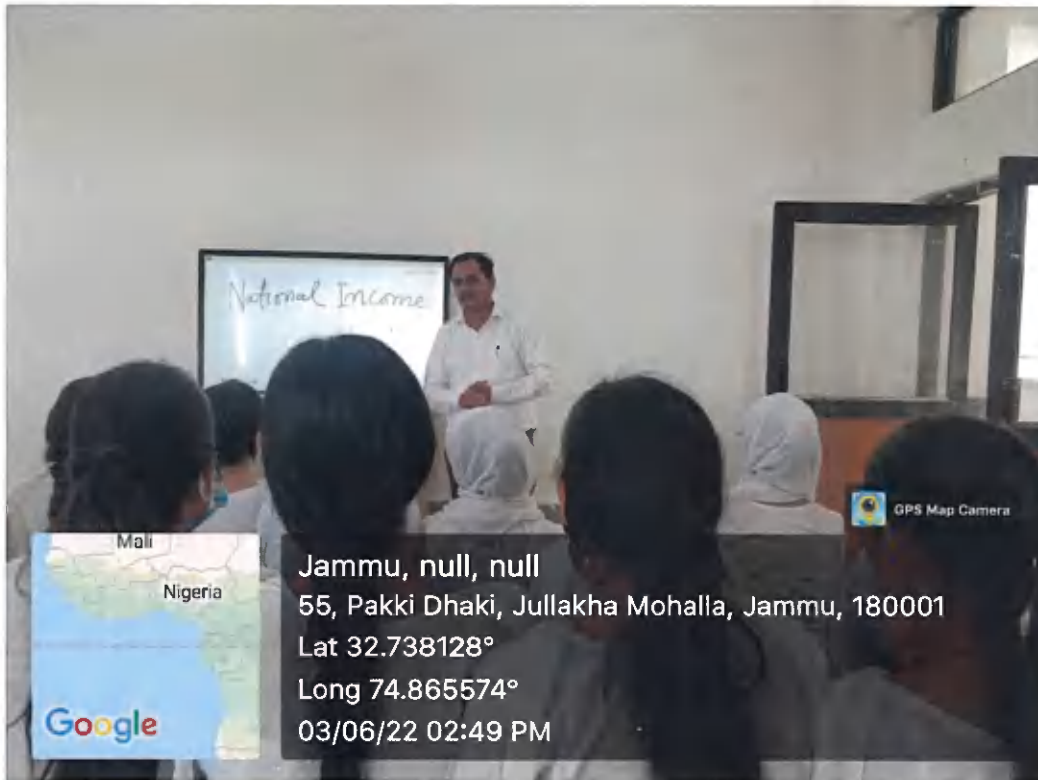 National Income
GPS Map Camera
Mali
Nigeria
Google
Jammu, null, null
55, Pakki Dhaki, Jullakha Mohalla, Jammu, 180001
Lat 32.738128°
Long 74.865574°
03/06/22 02:49 PM